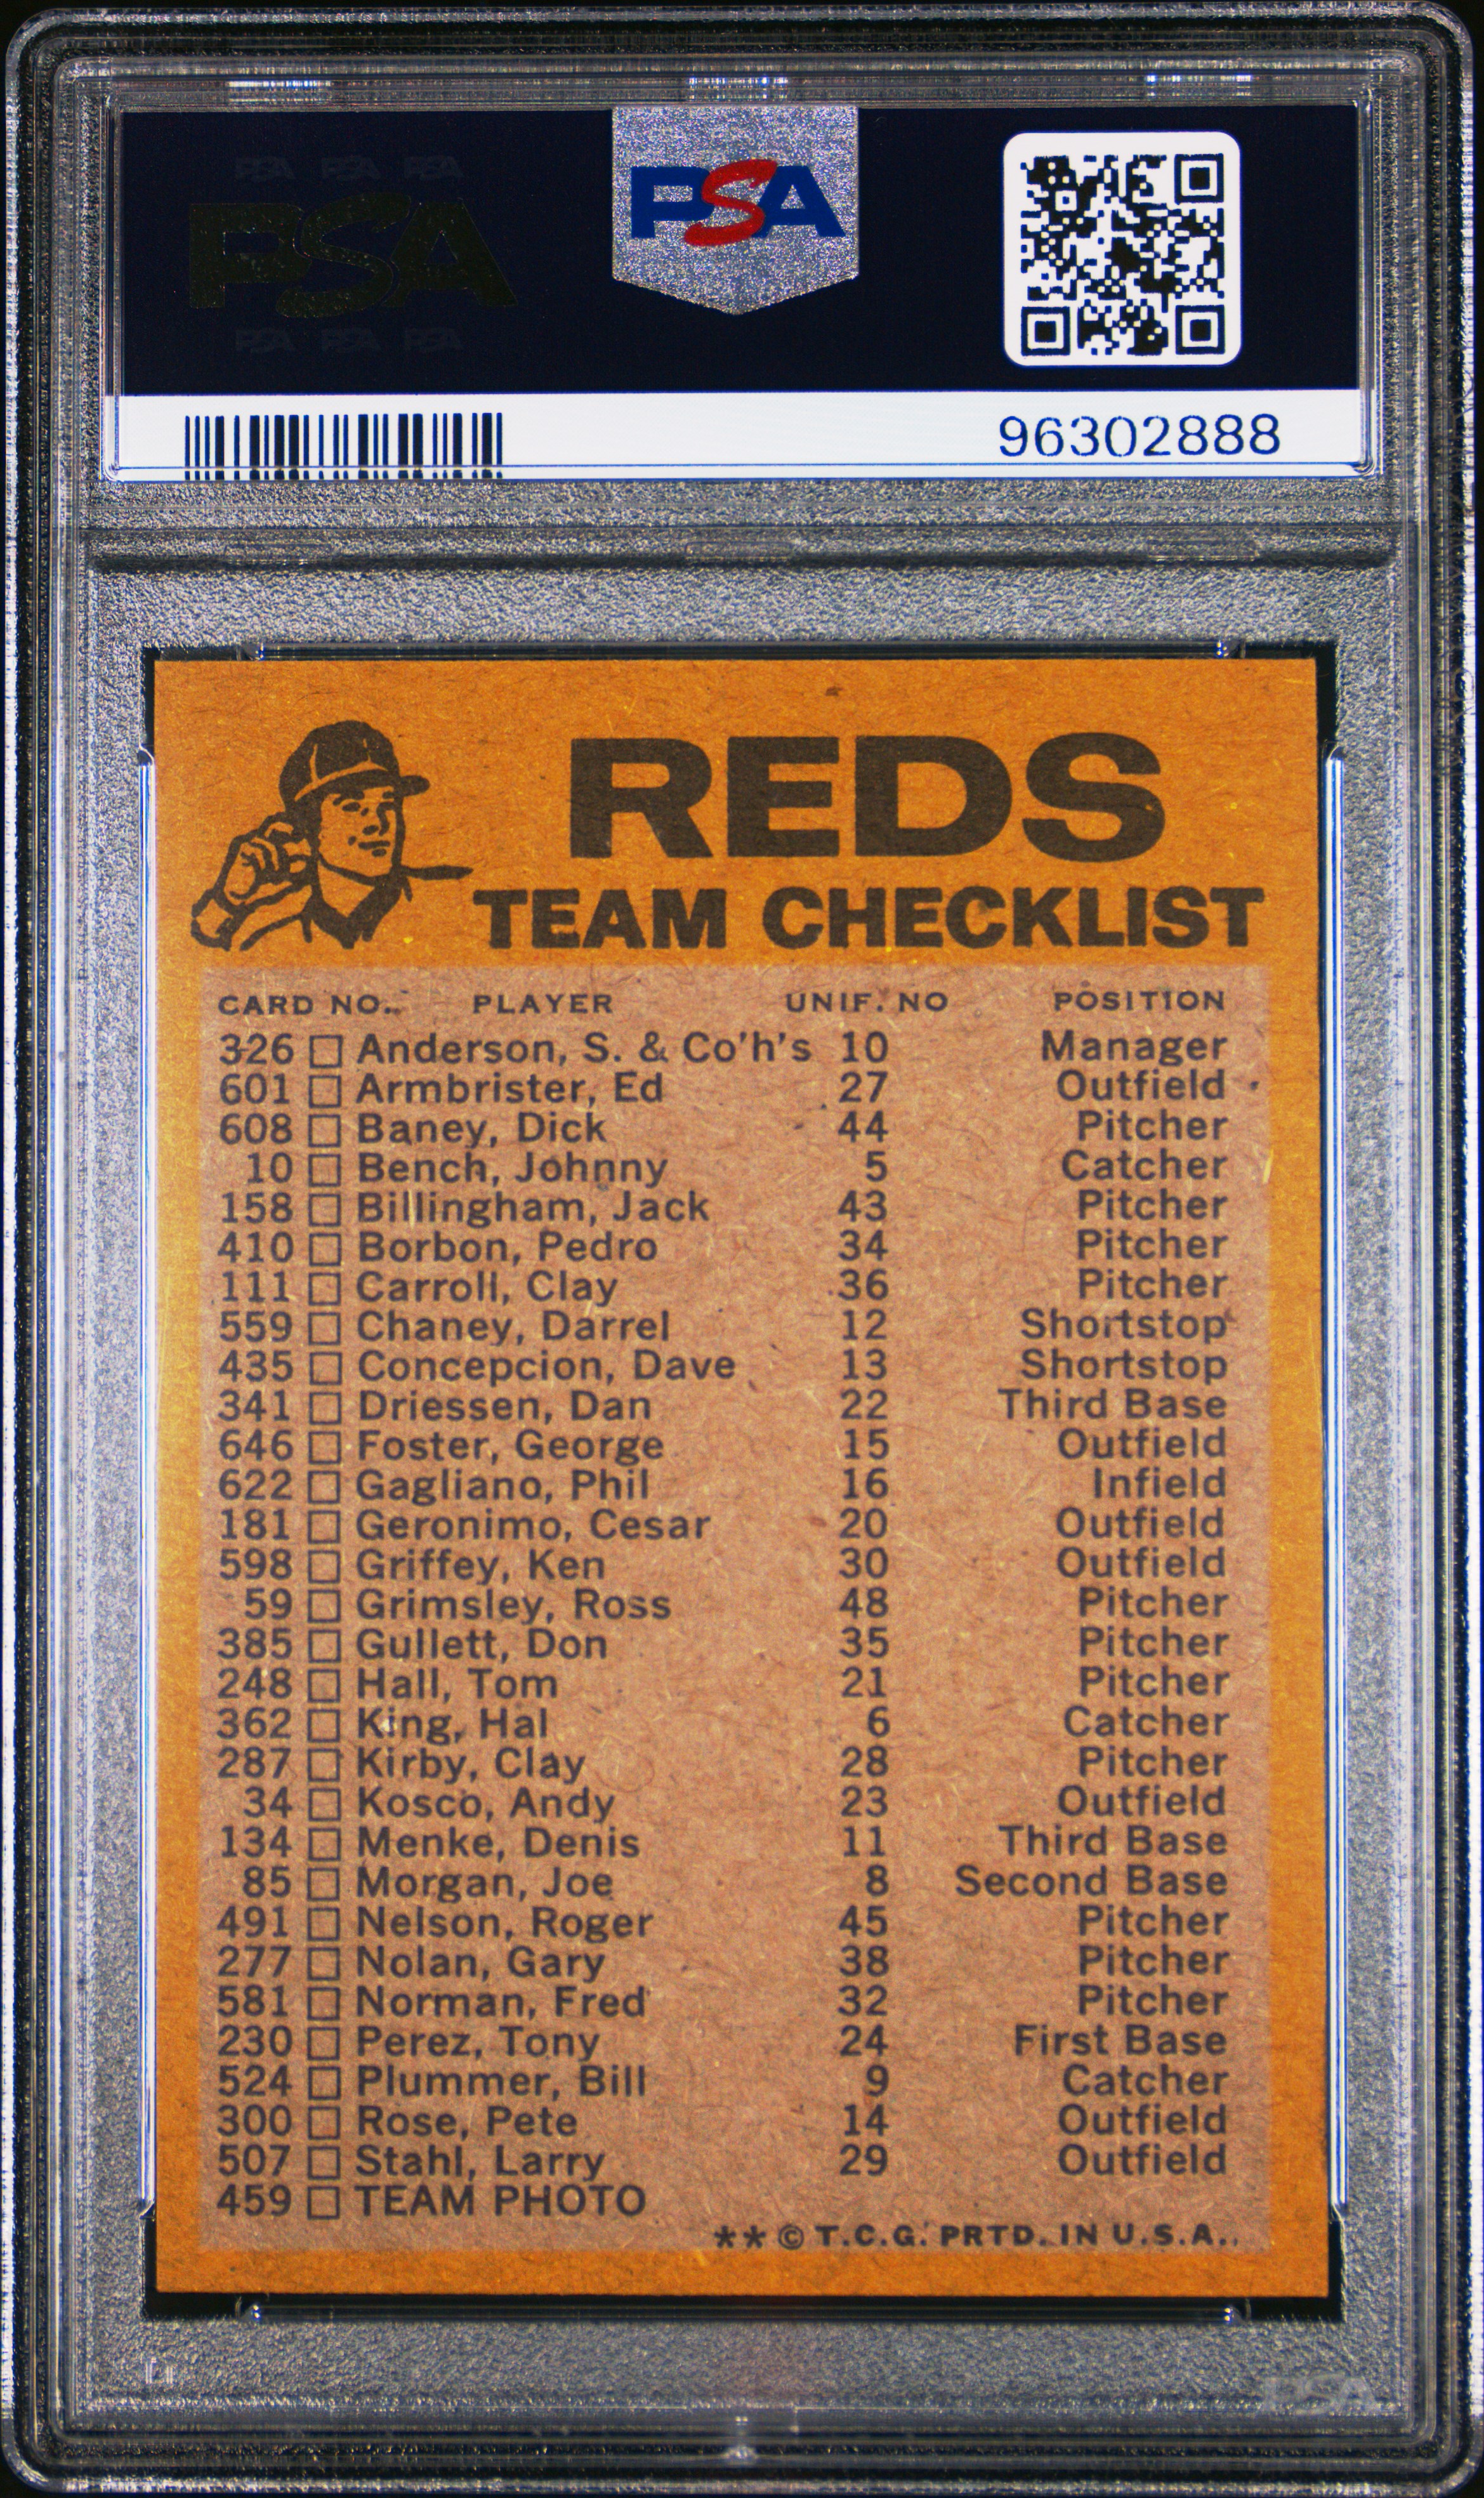 PSA PSA PSA
PSA
PSA PSA PSA
PSA
96302888
REDS
TEAM CHECKLIST
CARD NO.. PLAYER UNIF. NO POSITION
326 Anderson, S. & Co'h's 10 Manager
601 Armbrister, Ed 27 Outfield
608 Baney, Dick 44 Pitcher
10 Bench, Johnny 5 Catcher
158 Billingham, Jack 43 Pitcher
410 Borbon, Pedro 34 Pitcher
111 Carroll, Clay 36 Pitcher
559 Chaney, Darrel 12 Shortstop
435 Concepcion, Dave 13 Shortstop
341 Driessen, Dan 22 Third Base
646 Foster, George 15 Outfield
622 Gagliano, Phil 16 Infield
181 Geronimo, Cesar 20 Outfield
598 Griffey, Ken 30 Outfield
59 Grimsley, Ross 48 Pitcher
385 Gullett, Don 35 Pitcher
248 Hall, Tom 21 Pitcher
362 King, Hal 6 Catcher
287 Kirby, Clay 28 Pitcher
34 Kosco, Andy 23 Outfield
134 Menke, Denis 11 Third Base
85 Morgan, Joe 8 Second Base
491 Nelson, Roger 45 Pitcher
277 Nolan, Gary 38 Pitcher
581 Norman, Fred 32 Pitcher
230 Perez, Tony 24 First Base
524 Plummer, Bill 9 Catcher
300 Rose, Pete 14 Outfield
507 Stahl, Larry 29 Outfield
459 TEAM PHOTO
** © T.C.G. PRTD. IN U.S.A..
PSA